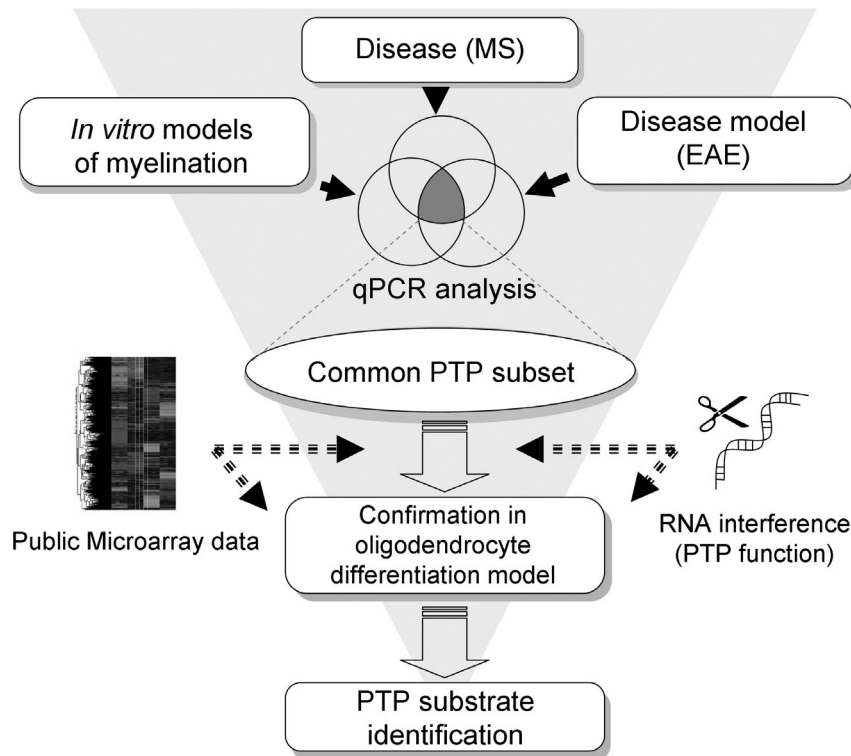 Disease (MS)
In vitro models
of myelination
Disease model
(EAE)
qPCR analysis
Common PTP subset
Public Microarray data
Confirmation in
oligodendrocyte
differentiation model
RNA interference
(PTP function)
PTP substrate
identification